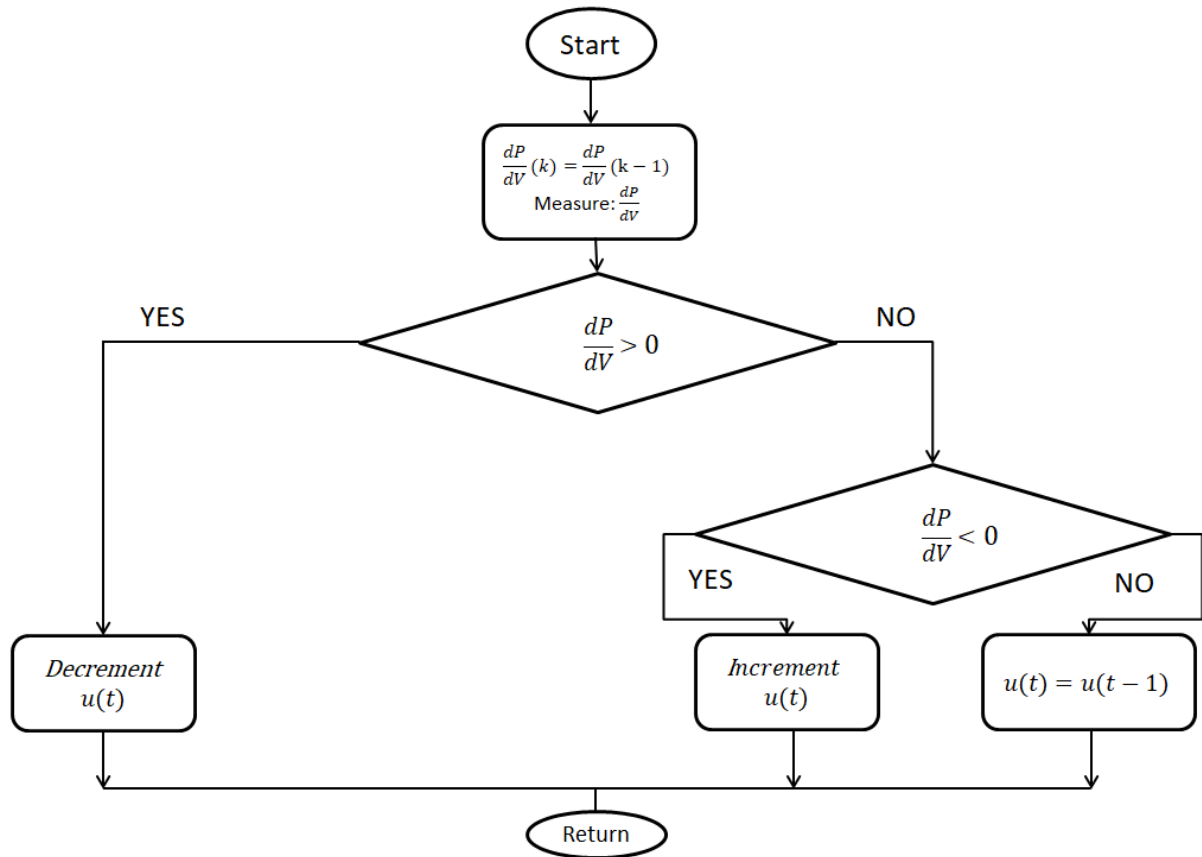 Start
dP/dV (k) = dP/dV (k − 1)
Measure: dP/dV
YES
NO
dP/dV > 0
dP/dV < 0
YES
NO
Decrement
u(t)
Increment
u(t)
u(t) = u(t − 1)
Return